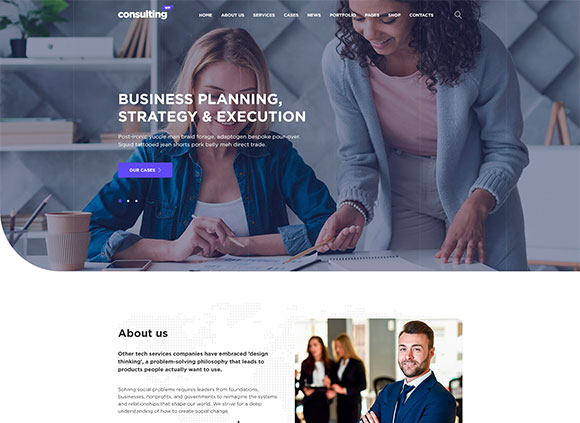 consulting
HOME ABOUT US SERVICES CASES NEWS PORTFOLIO PAGES SHOP CONTACTS
BUSINESS PLANNING,
STRATEGY & EXECUTION
Post-ironic yuccie man braid forage, adaptogen bespoke pour-over.
Squid tattooed jean shorts pork belly meh direct trade.
OUR CASES
About us
Other tech services companies have embraced 'design
thinking', a problem-solving philosophy that leads to
products people actually want to use.
Solving social problems requires leaders from foundations,
businesses, nonprofits, and governments to reimagine the systems
and relationships that shape our world. We strive for a deep
understanding of how to create social change.